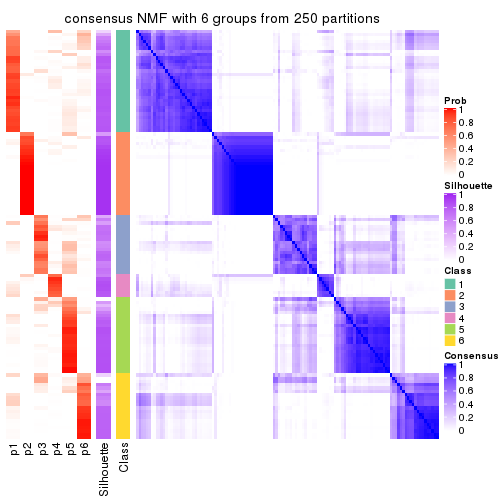 consensus NMF with 6 groups from 250 partitions
Prob
1
0.8
0.6
0.4
0.2
0
Silhouette
1
0.8
0.6
0.4
0.2
0
Class
1
2
3
4
5
6
Consensus
1
0.8
0.6
0.4
0.2
0
p1
p2
p3
p4
p5
p6
Silhouette
Class